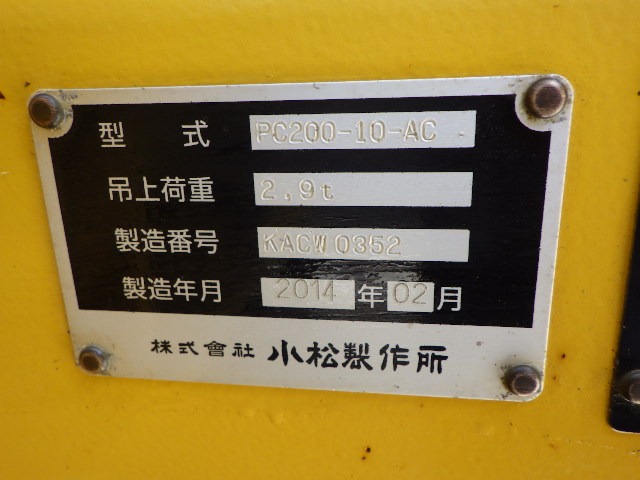 型式 PC200-10-AC
吊上荷重 2,9t
製造番号 KACW0352
製造年月 2014年02月
株式會社 小松製作所